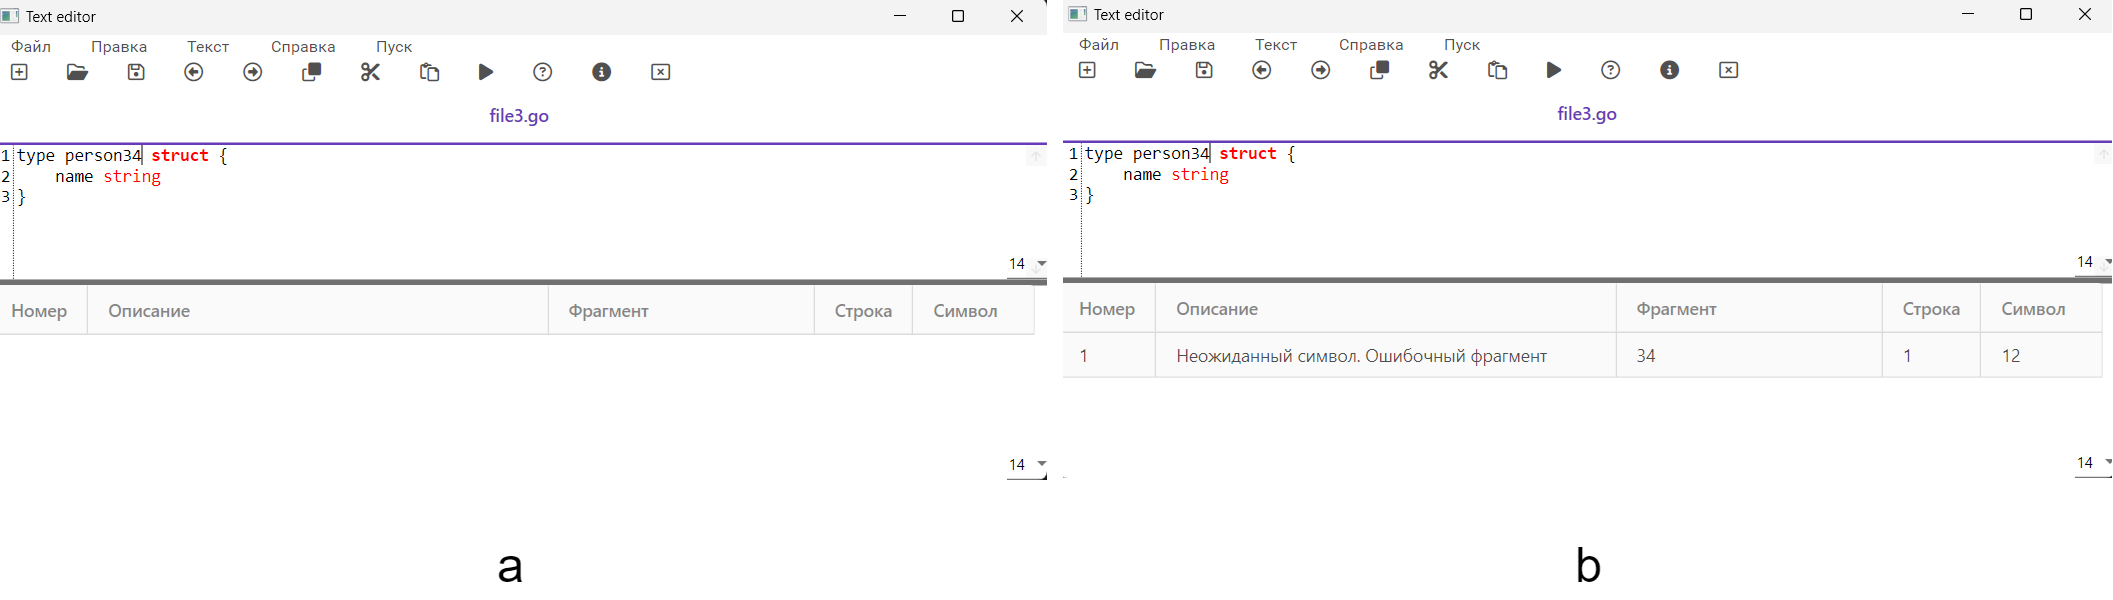 Text editor
Файл Правка Текст Справка Пуск
file3.go
1 type person34 struct {
2 name string
3 }
14
Номер Описание Фрагмент Строка Символ
14
a
Text editor
Файл Правка Текст Справка Пуск
file3.go
1 type person34 struct {
2 name string
3 }
14
Номер Описание Фрагмент Строка Символ
1 Неожиданный символ. Ошибочный фрагмент 34 1 12
14
b